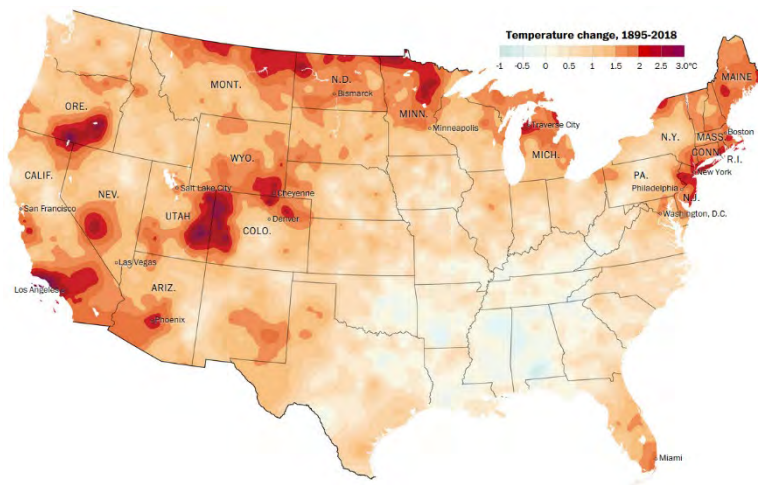 Temperature change, 1895-2018
-1 -0.5 0 0.5 1 1.5 2 2.5 3.0°C
MAINE
MONT.
N.D.
Bismarck
ORE.
MINN.
Minneapolis
Traverse City
N.Y.
MASS.
Boston
MICH.
CONN.
R.I.
WYO.
CALIF.
NEV.
Salt Lake City
Cheyenne
PA.
New York
Philadelphia
N.J.
San Francisco
UTAH
COLO.
Denver
Washington, D.C.
Las Vegas
Los Angeles
ARIZ.
Phoenix
Miami